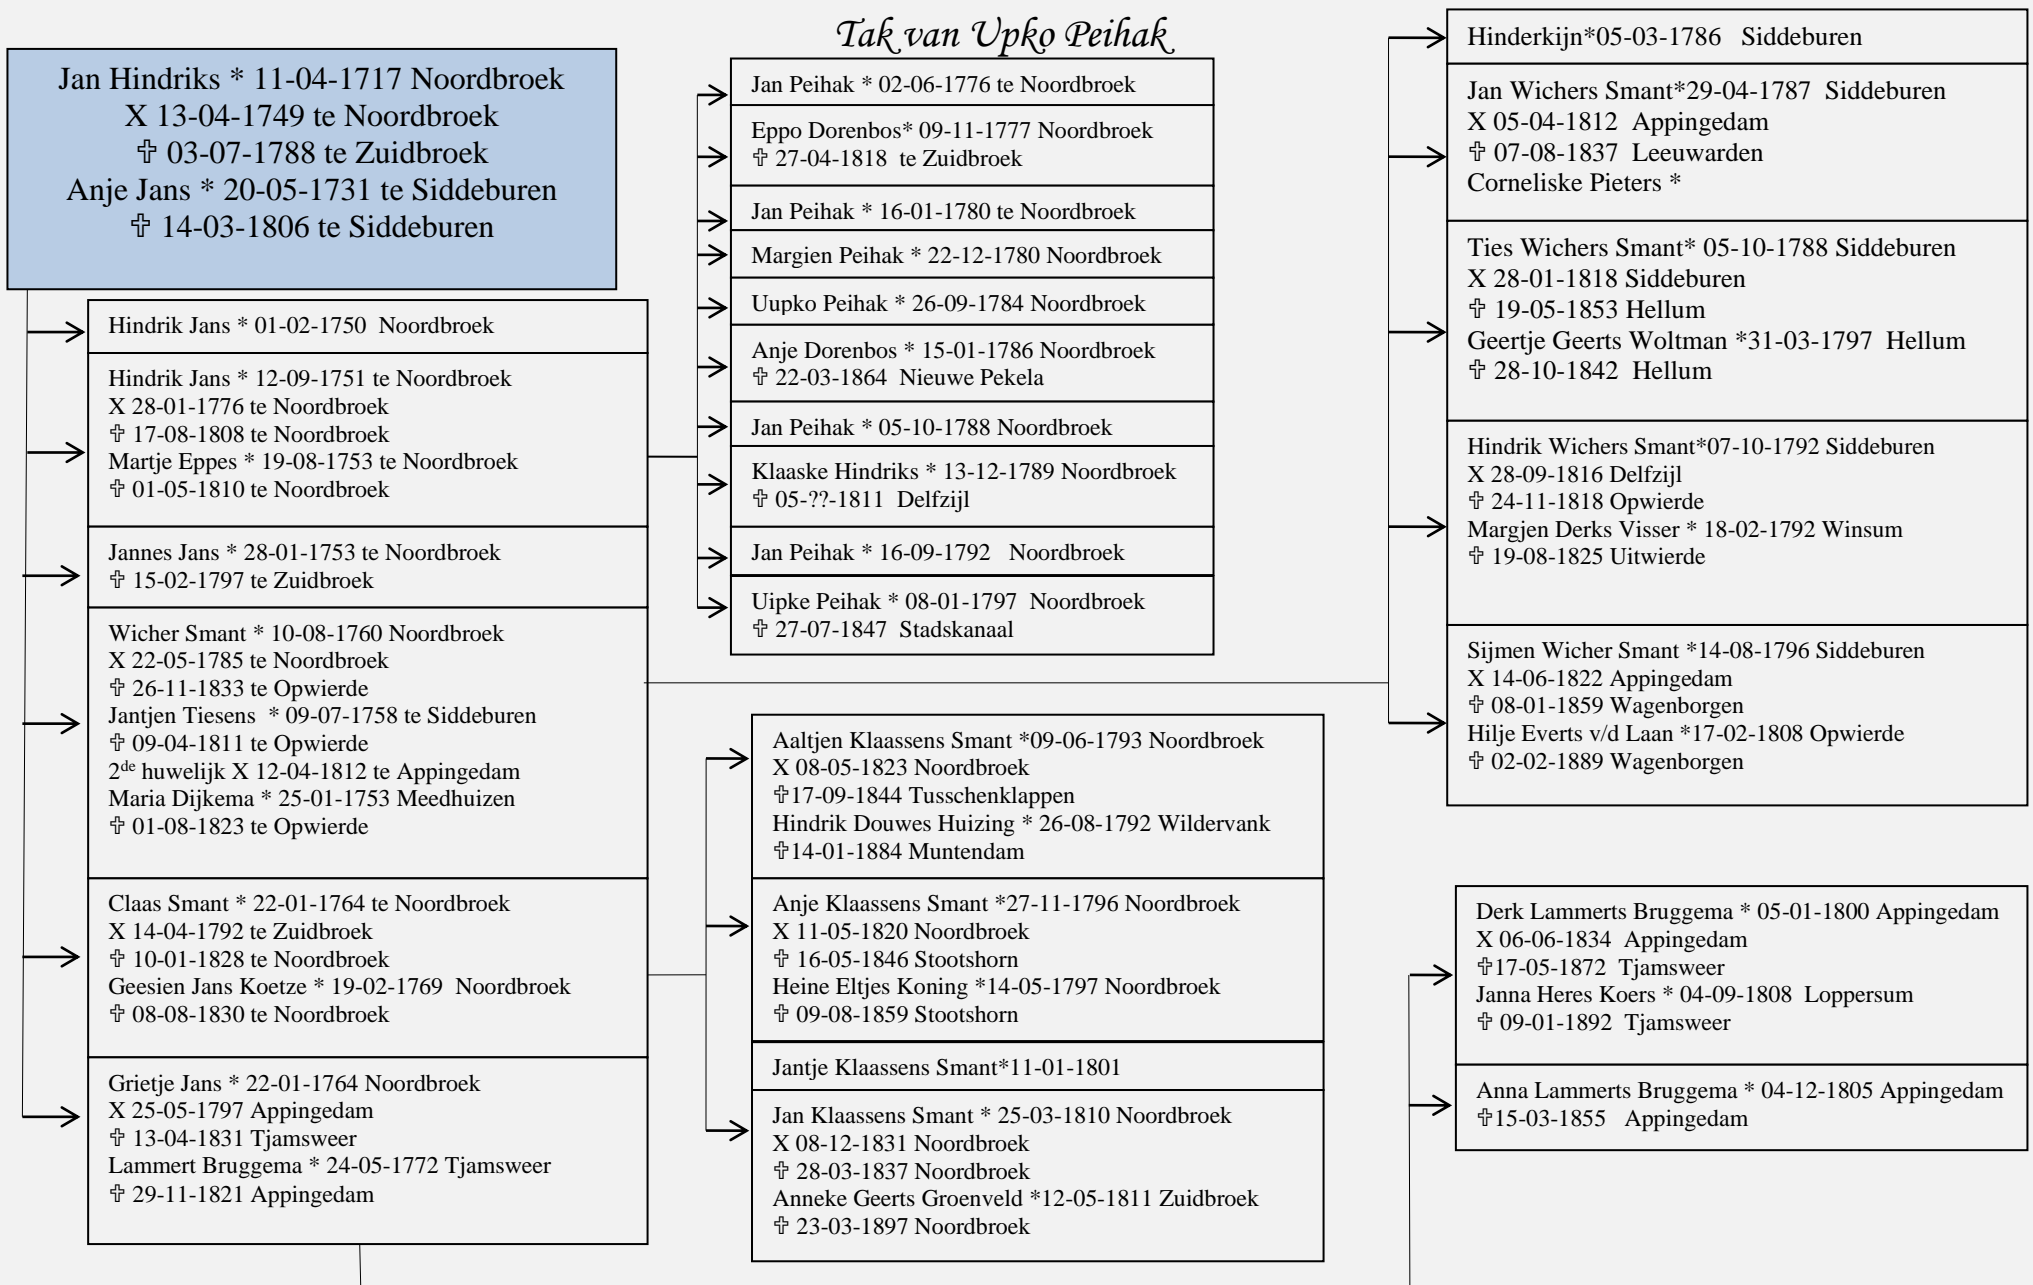 Tak van Upko Peihak
Jan Hindriks * 11-04-1717 Noordbroek
X 13-04-1749 te Noordbroek
✞ 03-07-1788 te Zuidbroek
Anje Jans * 20-05-1731 te Siddeburen
✞ 14-03-1806 te Siddeburen
Hindrik Jans * 01-02-1750 Noordbroek
Hindrik Jans * 12-09-1751 te Noordbroek
X 28-01-1776 te Noordbroek
✞ 17-08-1808 te Noordbroek
Martje Eppes * 19-08-1753 te Noordbroek
✞ 01-05-1810 te Noordbroek
Jannes Jans * 28-01-1753 te Noordbroek
✞ 15-02-1797 te Zuidbroek
Wicher Smant * 10-08-1760 Noordbroek
X 22-05-1785 te Noordbroek
✞ 26-11-1833 te Opwierde
Jantjen Tiesens * 09-07-1758 te Siddeburen
✞ 09-04-1811 te Opwierde
2de huwelijk X 12-04-1812 te Appingedam
Maria Dijkema * 25-01-1753 Meedhuizen
✞ 01-08-1823 te Opwierde
Claas Smant * 22-01-1764 te Noordbroek
X 14-04-1792 te Zuidbroek
✞ 10-01-1828 te Noordbroek
Geesien Jans Koetze * 19-02-1769 Noordbroek
✞ 08-08-1830 te Noordbroek
Grietje Jans * 22-01-1764 Noordbroek
X 25-05-1797 Appingedam
✞ 13-04-1831 Tjamsweer
Lammert Bruggema * 24-05-1772 Tjamsweer
✞ 29-11-1821 Appingedam
Jan Peihak * 02-06-1776 te Noordbroek
Eppo Dorenbos* 09-11-1777 Noordbroek
✞ 27-04-1818 te Zuidbroek
Jan Peihak * 16-01-1780 te Noordbroek
Margien Peihak * 22-12-1780 Noordbroek
Uupko Peihak * 26-09-1784 Noordbroek
Anje Dorenbos * 15-01-1786 Noordbroek
✞ 22-03-1864 Nieuwe Pekela
Jan Peihak * 05-10-1788 Noordbroek
Klaaske Hindriks * 13-12-1789 Noordbroek
✞ 05-??-1811 Delfzijl
Jan Peihak * 16-09-1792 Noordbroek
Uipke Peihak * 08-01-1797 Noordbroek
✞ 27-07-1847 Stadskanaal
Aaltjen Klaassens Smant *09-06-1793 Noordbroek
X 08-05-1823 Noordbroek
✞17-09-1844 Tusschenklappen
Hindrik Douwes Huizing * 26-08-1792 Wildervank
✞14-01-1884 Muntendam
Anje Klaassens Smant *27-11-1796 Noordbroek
X 11-05-1820 Noordbroek
✞ 16-05-1846 Stootshorn
Heine Eltjes Koning *14-05-1797 Noordbroek
✞ 09-08-1859 Stootshorn
Jantje Klaassens Smant*11-01-1801
Jan Klaassens Smant * 25-03-1810 Noordbroek
X 08-12-1831 Noordbroek
✞ 28-03-1837 Noordbroek
Anneke Geerts Groenveld *12-05-1811 Zuidbroek
✞ 23-03-1897 Noordbroek
Hinderkijn*05-03-1786 Siddeburen
Jan Wichers Smant*29-04-1787 Siddeburen
X 05-04-1812 Appingedam
✞ 07-08-1837 Leeuwarden
Corneliske Pieters *
Ties Wichers Smant* 05-10-1788 Siddeburen
X 28-01-1818 Siddeburen
✞ 19-05-1853 Hellum
Geertje Geerts Woltman *31-03-1797 Hellum
✞ 28-10-1842 Hellum
Hindrik Wichers Smant*07-10-1792 Siddeburen
X 28-09-1816 Delfzijl
✞ 24-11-1818 Opwierde
Margjen Derks Visser * 18-02-1792 Winsum
✞ 19-08-1825 Uitwierde
Sijmen Wicher Smant *14-08-1796 Siddeburen
X 14-06-1822 Appingedam
✞ 08-01-1859 Wagenborgen
Hilje Everts v/d Laan *17-02-1808 Opwierde
✞ 02-02-1889 Wagenborgen
Derk Lammerts Bruggema * 05-01-1800 Appingedam
X 06-06-1834 Appingedam
✞17-05-1872 Tjamsweer
Janna Heres Koers * 04-09-1808 Loppersum
✞ 09-01-1892 Tjamsweer
Anna Lammerts Bruggema * 04-12-1805 Appingedam
✞15-03-1855 Appingedam